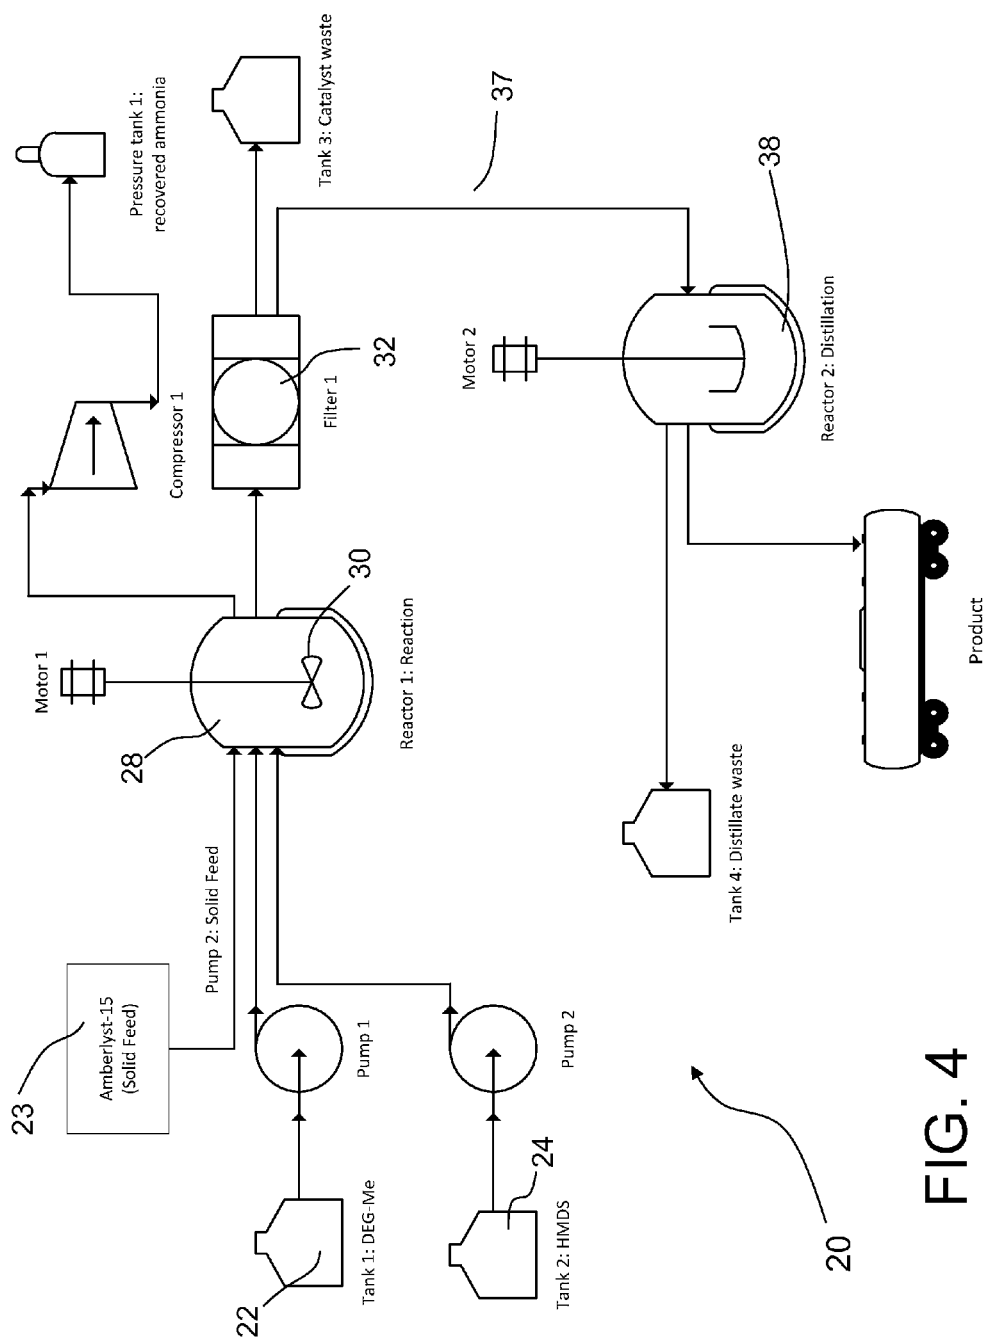 23
Amberlyst-15
(Solid Feed)
Pump 2: Solid Feed
22
Tank 1: DEG-Me
Pump 1
24
Tank 2: HMDS
Pump 2
28
Motor 1
30
Reactor 1: Reaction
Compressor 1
Pressure tank 1:
recovered ammonia
32
Filter 1
Tank 3: Catalyst waste
37
Motor 2
38
Reactor 2: Distillation
Tank 4: Distillate waste
Product
20
FIG. 4